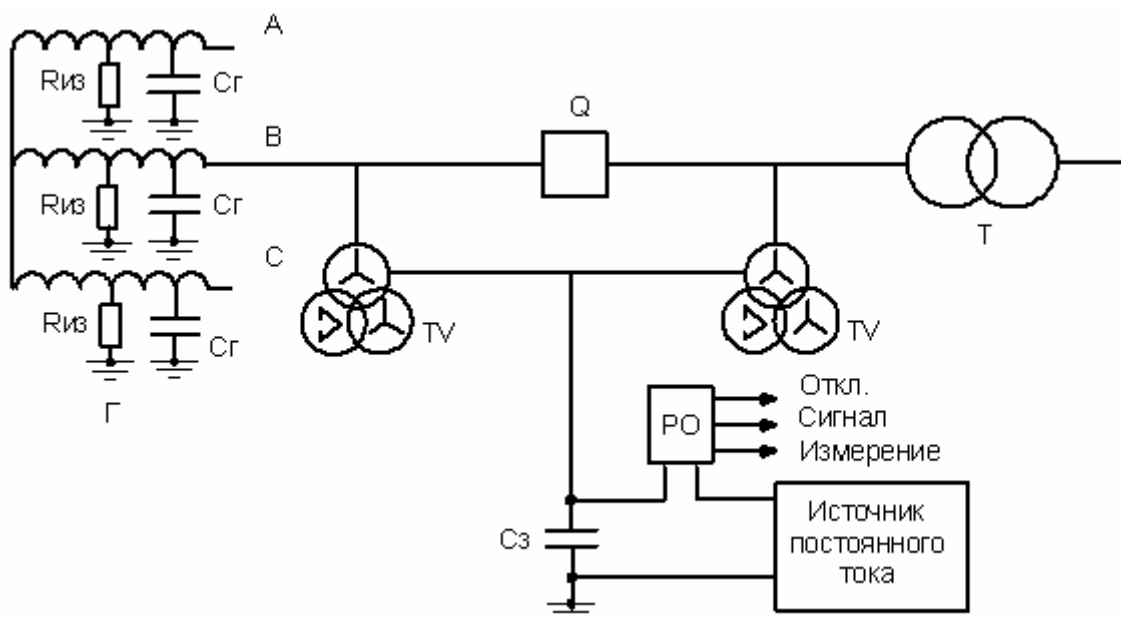 A
Rиз
Cг
B
Q
Rиз
Cг
C
T
Rиз
Cг
TV
TV
Г
РО
Откл.
Сигнал
Измерение
Cз
Источник
постоянного
тока